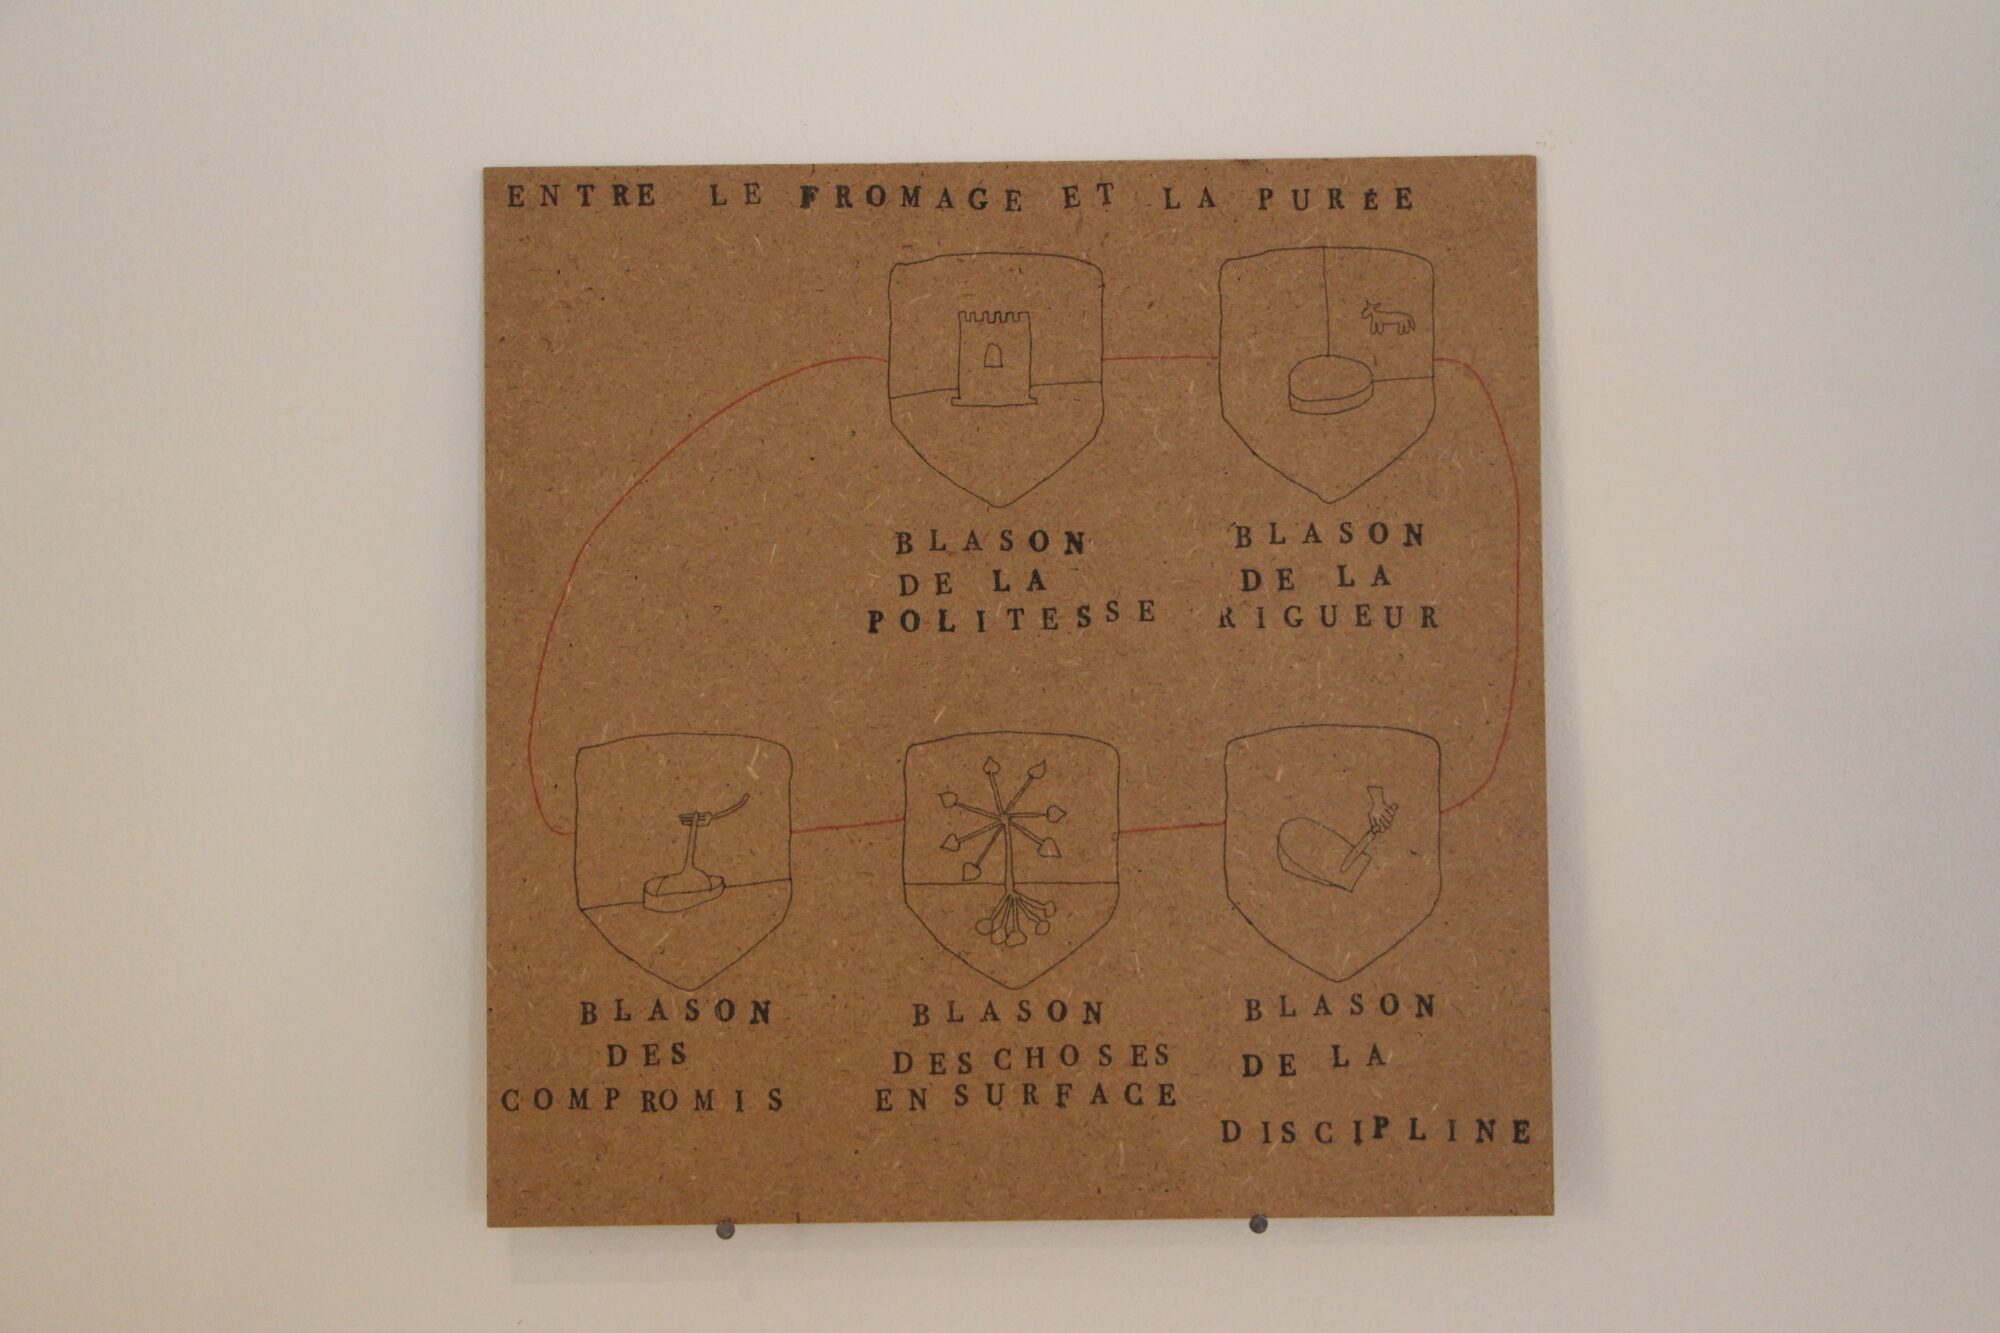 ENTRE LE FROMAGE ET LA PURÉE
BLASON
DE LA
POLITESSE
BLASON
DE LA
RIGUEUR
BLASON
DES
COMPROMIS
BLASON
DES CHOSES
EN SURFACE
BLASON
DE LA
DISCIPLINE